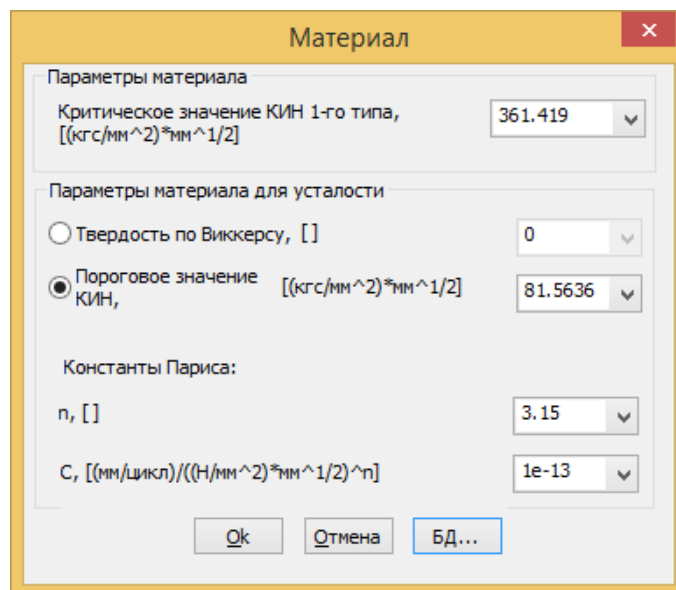 Материал
Параметры материала
Критическое значение КИН 1-го типа,
[(кгс/мм^2)*мм^1/2]
361.419
Параметры материала для усталости
Твердость по Виккерсу, [ ]
0
Пороговое значение
КИН,
[(кгс/мм^2)*мм^1/2]
81.5636
Константы Париса:
n, [ ]
3.15
C, [(мм/цикл)/((Н/мм^2)*мм^1/2)^n]
1e-13
Ok
Отмена
БД...